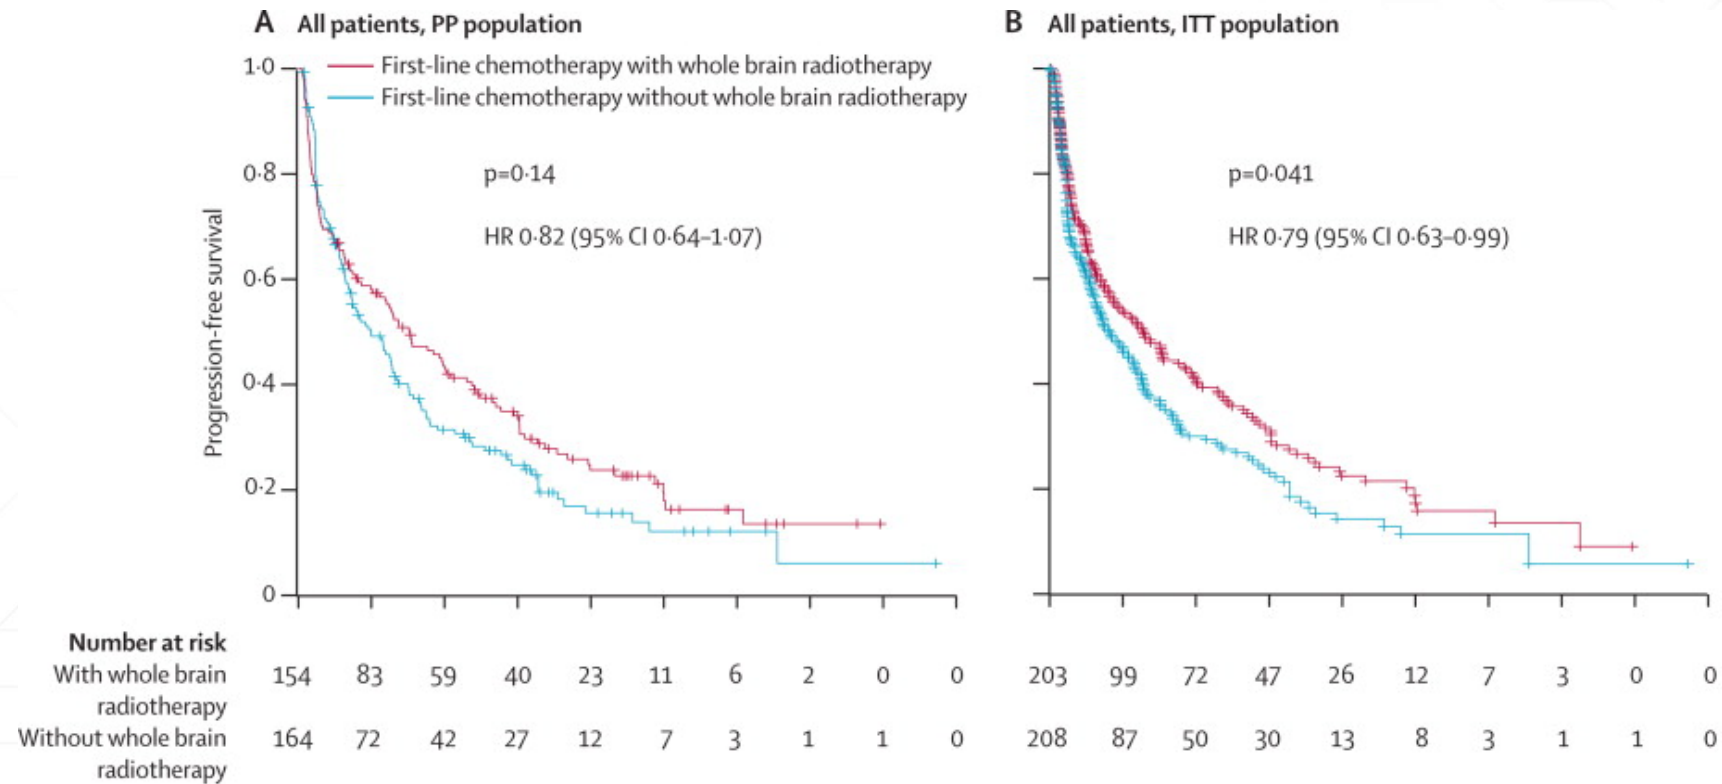 A All patients, PP population
B All patients, ITT population
First-line chemotherapy with whole brain radiotherapy
First-line chemotherapy without whole brain radiotherapy
1·0
0·8
0·6
0·4
0·2
0
Progression-free survival
p=0·14
HR 0·82 (95% CI 0·64–1·07)
p=0·041
HR 0·79 (95% CI 0·63–0·99)
Number at risk
With whole brain radiotherapy 154 83 59 40 23 11 6 2 0 0 203 99 72 47 26 12 7 3 0 0
Without whole brain radiotherapy 164 72 42 27 12 7 3 1 1 0 208 87 50 30 13 8 3 1 1 0